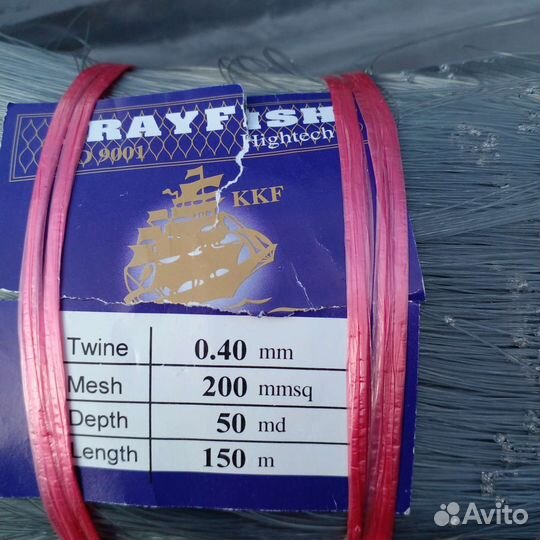 RAYFISH
Hightech
9001
KKF
Twine 0.40 mm
Mesh 200 mmsq
Depth 50 md
Length 150 m
Avito